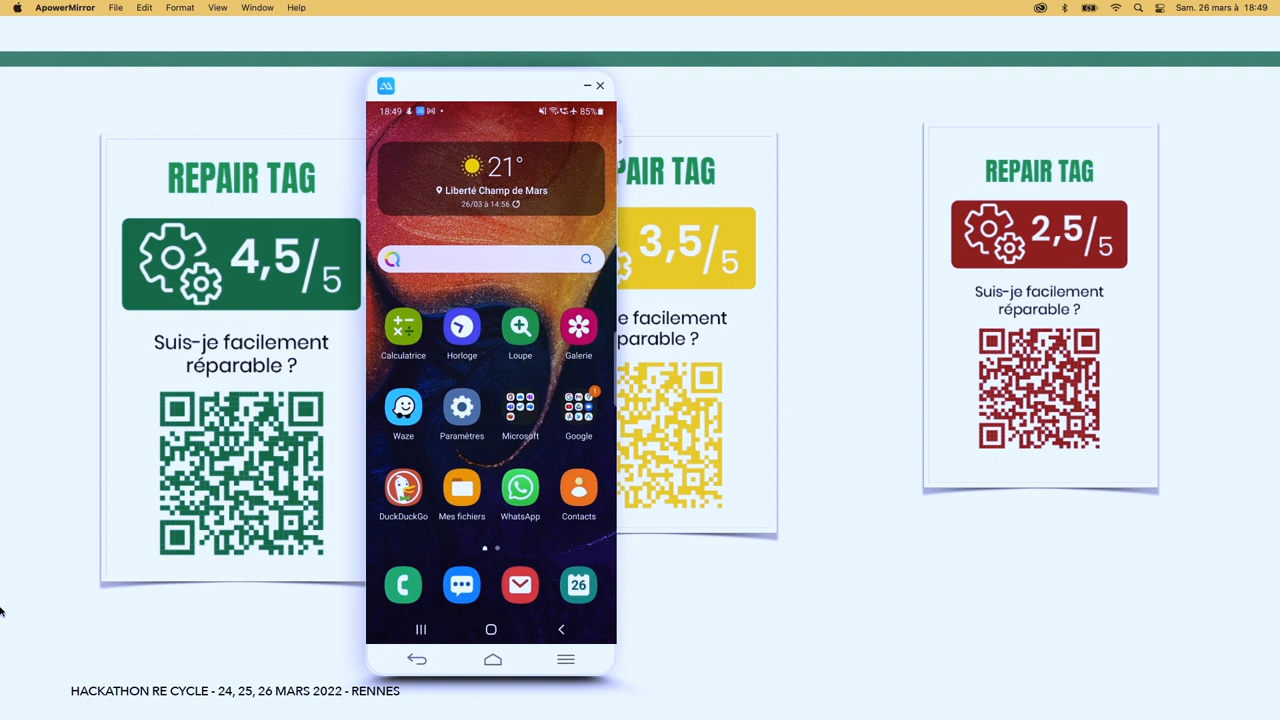 ApowerMirror File Edit Format View Window Help
Sam. 26 mars à 18:49
REPAIR TAG
4,5/5
Suis-je facilement
réparable ?
18:49
85%
21°
Liberté Champ de Mars
26/03 à 14:56
Calculatrice Horloge Loupe Galerie
1
Waze Paramètres Microsoft Google
DuckDuckGo Mes fichiers WhatsApp Contacts
26
PAIR TAG
3,5/5
e facilement
parable ?
REPAIR TAG
2,5/5
Suis-je facilement
réparable ?
HACKATHON RE CYCLE - 24, 25, 26 MARS 2022 - RENNES